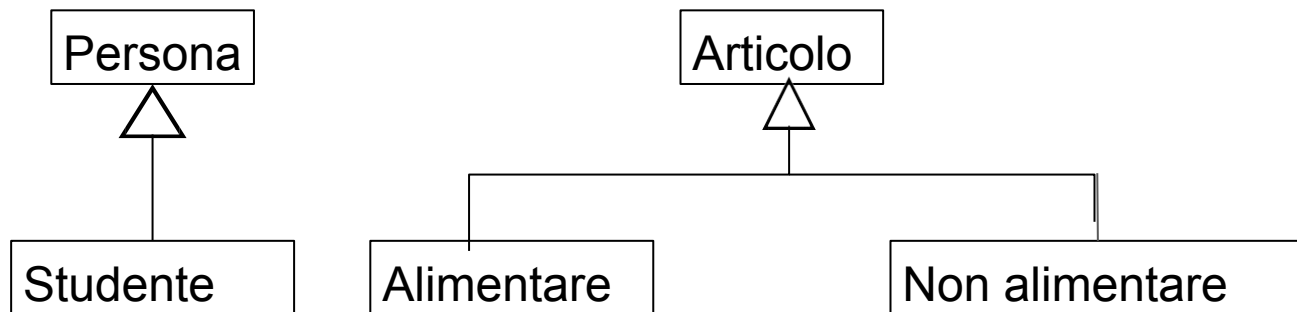 Persona
Articolo
Studente
Alimentare
Non alimentare